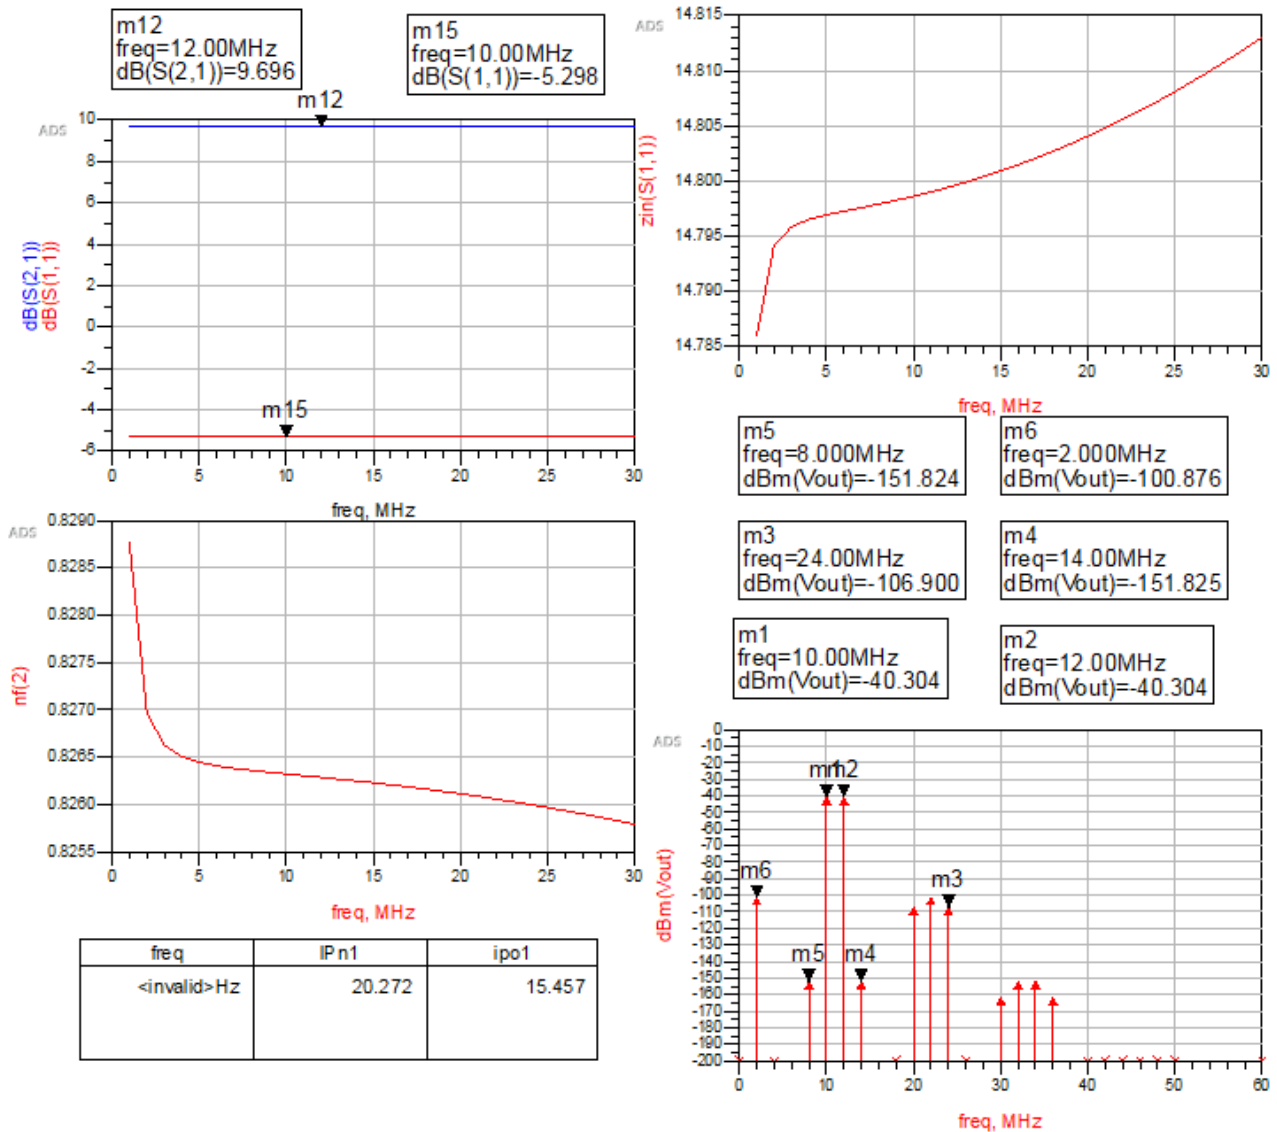 m12
freq=12.00MHz
dB(S(2,1))=9.696
m15
freq=10.00MHz
dB(S(1,1))=-5.298
m12
ADS
10
8
6
4
2
0
-2
-4
-6
m15
0 5 10 15 20 25 30
freq, MHz
dB(S(2,1))
dB(S(1,1))
ADS
14.815
14.810
14.805
14.800
14.795
14.790
14.785
0 5 10 15 20 25 30
freq, MHz
zin(S(1,1))
ADS
0.8290
0.8285
0.8280
0.8275
0.8270
0.8265
0.8260
0.8255
0 5 10 15 20 25 30
freq, MHz
nf(2)
m5
freq=8.000MHz
dBm(Vout)=-151.824
m6
freq=2.000MHz
dBm(Vout)=-100.876
m3
freq=24.00MHz
dBm(Vout)=-106.900
m4
freq=14.00MHz
dBm(Vout)=-151.825
m1
freq=10.00MHz
dBm(Vout)=-40.304
m2
freq=12.00MHz
dBm(Vout)=-40.304
ADS
0
-10
-20
-30
-40
-50
-60
-70
-80
-90
-100
-110
-120
-130
-140
-150
-160
-170
-180
-190
-200
m1 m2
m6
m3
m5 m4
0 10 20 30 40 50 60
freq, MHz
dBm(Vout)
freq IPn1 ipo1
<invalid>Hz 20.272 15.457